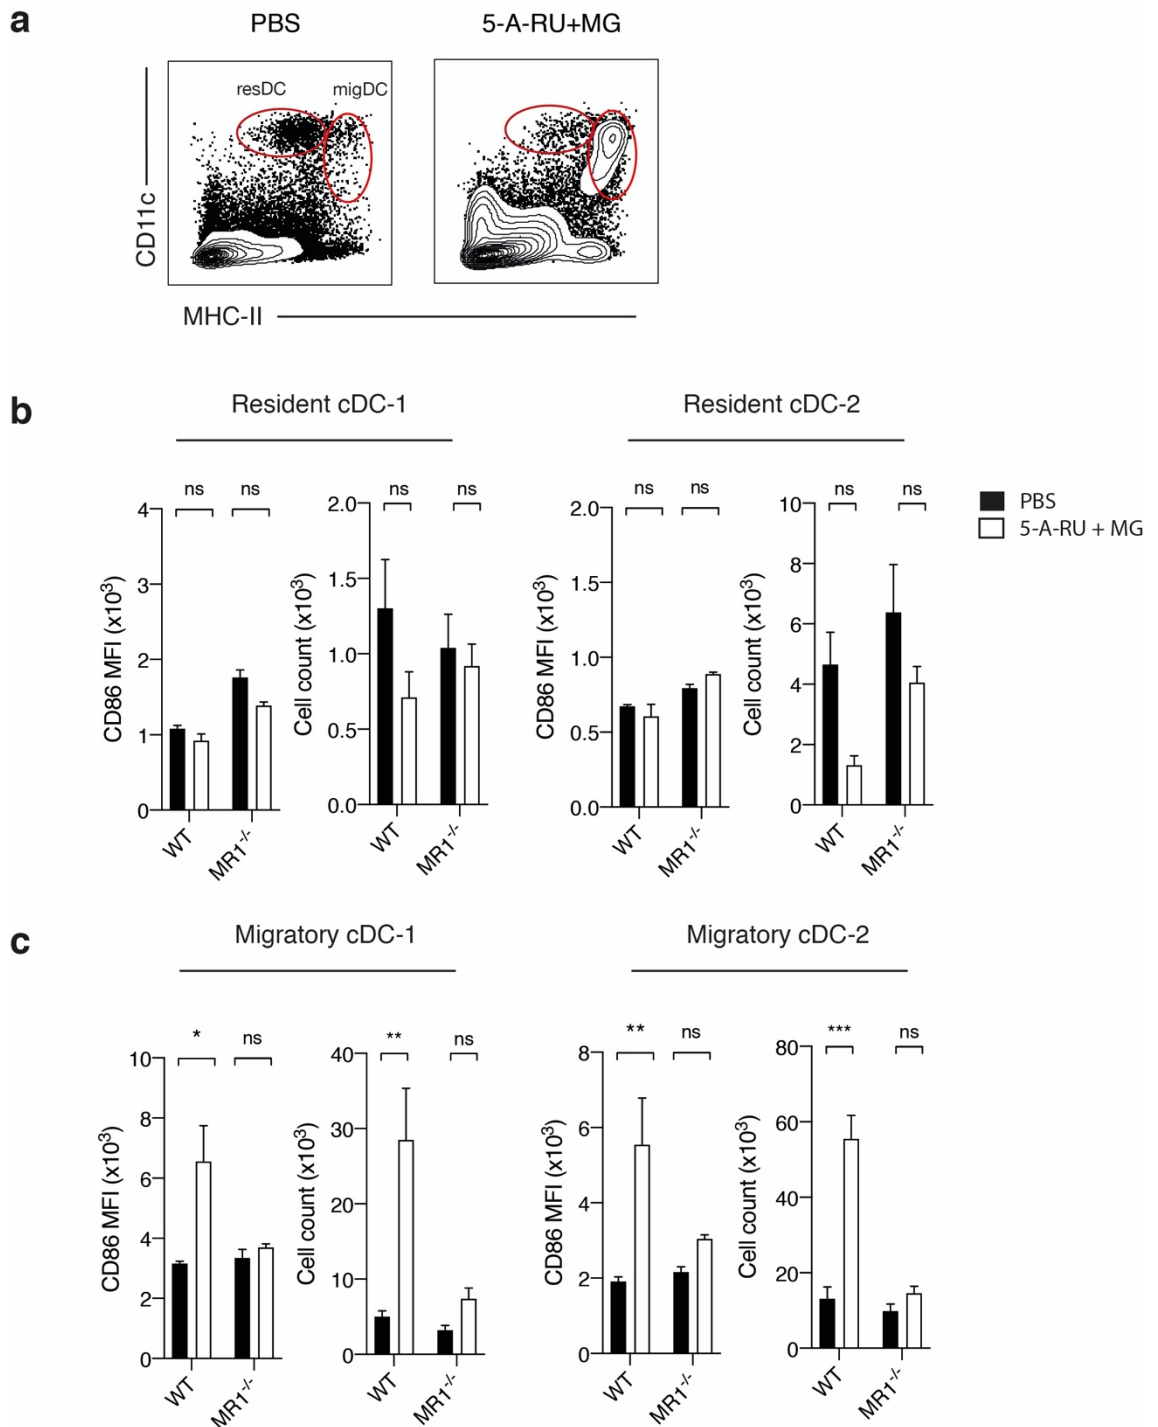 a
PBS
5-A-RU+MG
resDC
migDC
CD11c
MHC-II
b
Resident cDC-1
Resident cDC-2
PBS
5-A-RU + MG
ns
ns
CD86 MFI (x10³)
4
3
2
1
0
WT
MR1⁻/⁻
ns
ns
Cell count (x10³)
2.0
1.5
1.0
0.5
0.0
WT
MR1⁻/⁻
ns
ns
CD86 MFI (x10³)
2.0
1.5
1.0
0.5
0.0
WT
MR1⁻/⁻
ns
ns
Cell count (x10³)
10
8
6
4
2
0
WT
MR1⁻/⁻
c
Migratory cDC-1
Migratory cDC-2
*
ns
CD86 MFI (x10³)
10
8
6
4
2
0
WT
MR1⁻/⁻
**
ns
Cell count (x10³)
40
30
20
10
0
WT
MR1⁻/⁻
**
ns
CD86 MFI (x10³)
8
6
4
2
0
WT
MR1⁻/⁻
***
ns
Cell count (x10³)
80
60
40
20
0
WT
MR1⁻/⁻